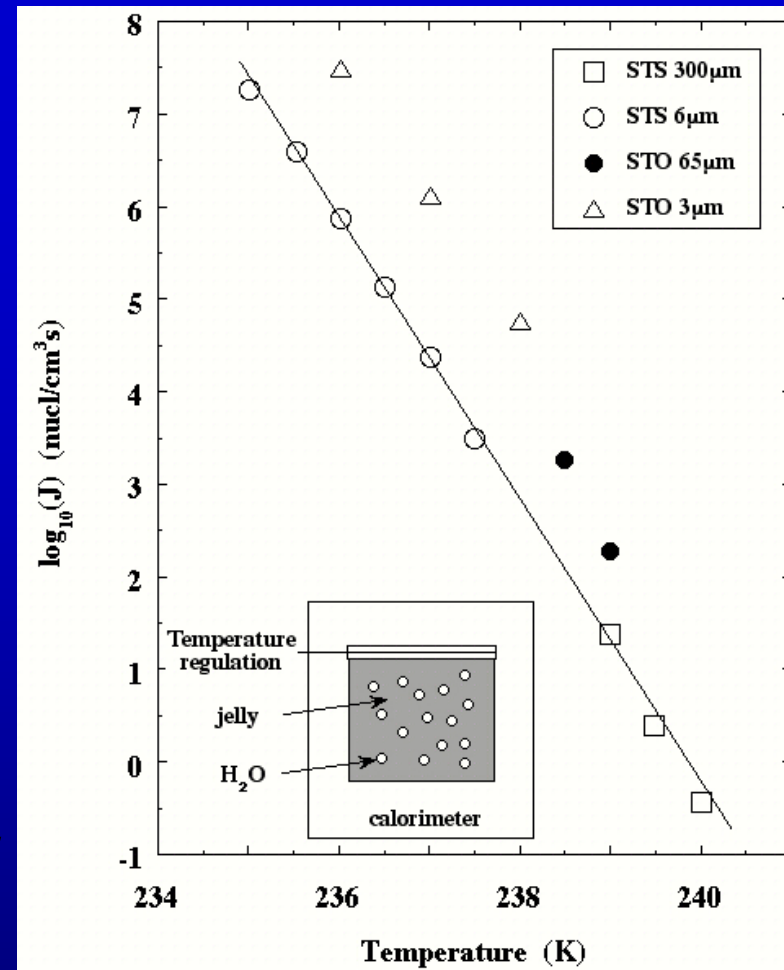 8
7
6
5
4
3
2
1
0
-1
log₁₀(J) (nucl/cm³s)
STS 300μm
STS 6μm
STO 65μm
STO 3μm
Temperature
regulation
jelly
H₂O
calorimeter
234 236 238 240
Temperature (K)